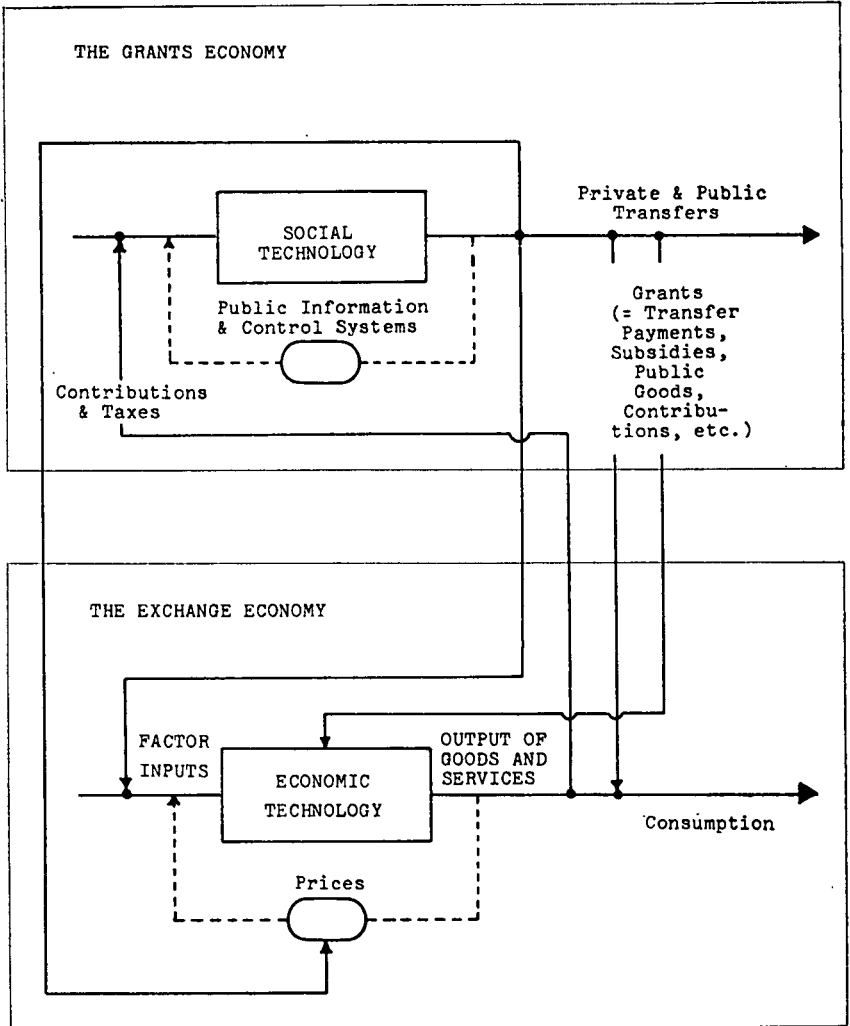 THE GRANTS ECONOMY
Private & Public
Transfers
SOCIAL
TECHNOLOGY
Public Information
& Control Systems
Grants
(= Transfer
Payments,
Subsidies,
Public
Goods,
Contribu-
tions, etc.)
Contributions
& Taxes
THE EXCHANGE ECONOMY
FACTOR
INPUTS
ECONOMIC
TECHNOLOGY
OUTPUT OF
GOODS AND
SERVICES
Consumption
Prices